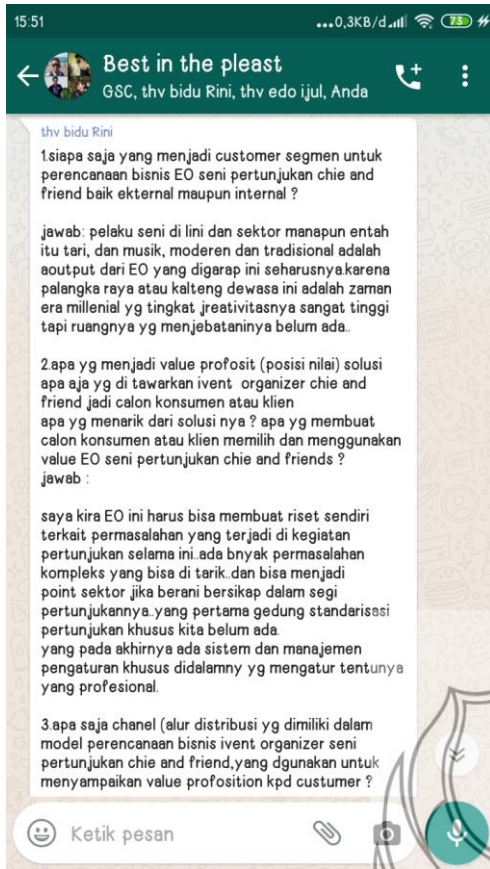 15:51
...0,3KB/d
73
Best in the pleast
GSC, thv bidu Rini, thv edo ijul, Anda
thv bidu Rini
1.siapa saja yang menjadi customer segmen untuk
perencanaan bisnis EO seni pertunjukan chie and
friend baik ekternal maupun internal ?
jawab: pelaku seni di lini dan sektor manapun entah
itu tari, dan musik, moderen dan tradisional adalah
aoutput dari EO yang digarap ini seharusnya.karena
palangka raya atau kalteng dewasa ini adalah zaman
era millenial yg tingkat jreativitasnya sangat tinggi
tapi ruangnya yg menjebataninya belum ada..
2.apa yg menjadi value profosit (posisi nilai) solusi
apa aja yg di tawarkan ivent organizer chie and
friend jadi calon konsumen atau klien
apa yg menarik dari solusi nya ? apa yg membuat
calon konsumen atau klien memilih dan menggunakan
value EO seni pertunjukan chie and friends ?
jawab :
saya kira EO ini harus bisa membuat riset sendiri
terkait permasalahan yang terjadi di kegiatan
pertunjukan selama ini..ada bnyak permasalahan
kompleks yang bisa di tarik..dan bisa menjadi
point sektor jika berani bersikap dalam segi
pertunjukannya..yang pertama gedung standarisasi
pertunjukan khusus kita belum ada.
yang pada akhirnya ada sistem dan manajemen
pengaturan khusus didalamny yg mengatur tentunya
yang profesional.
3.apa saja chanel (alur distribusi yg dimiliki dalam
model perencanaan bisnis ivent organizer seni
pertunjukan chie and friend,yang dgunakan untuk
menyampaikan value profosition kpd custumer ?
Ketik pesan